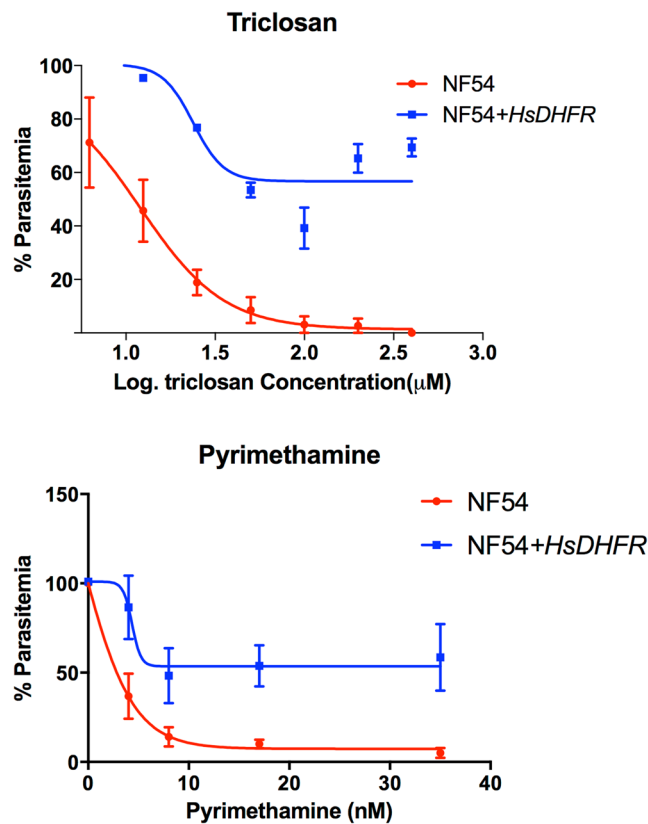 Triclosan
100
80
60
40
20
% Parasitemia
NF54
NF54+HsDHFR
1.0 1.5 2.0 2.5 3.0
Log. triclosan Concentration(μM)
Pyrimethamine
150
100
50
0
% Parasitemia
NF54
NF54+HsDHFR
0 10 20 30 40
Pyrimethamine (nM)